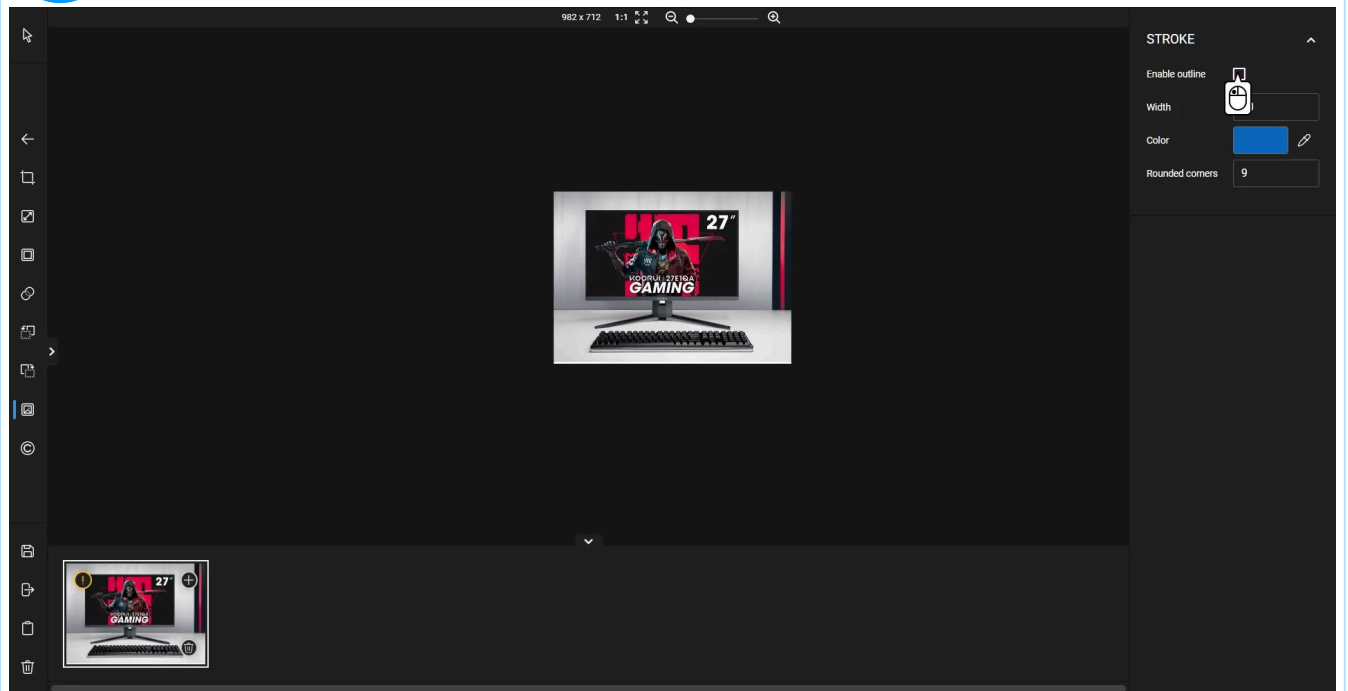 982 x 712 1:1
STROKE
Enable outline
Width
Color
Rounded corners 9
27"
KOORUI 27E1QA
GAMING
27"
GAMING